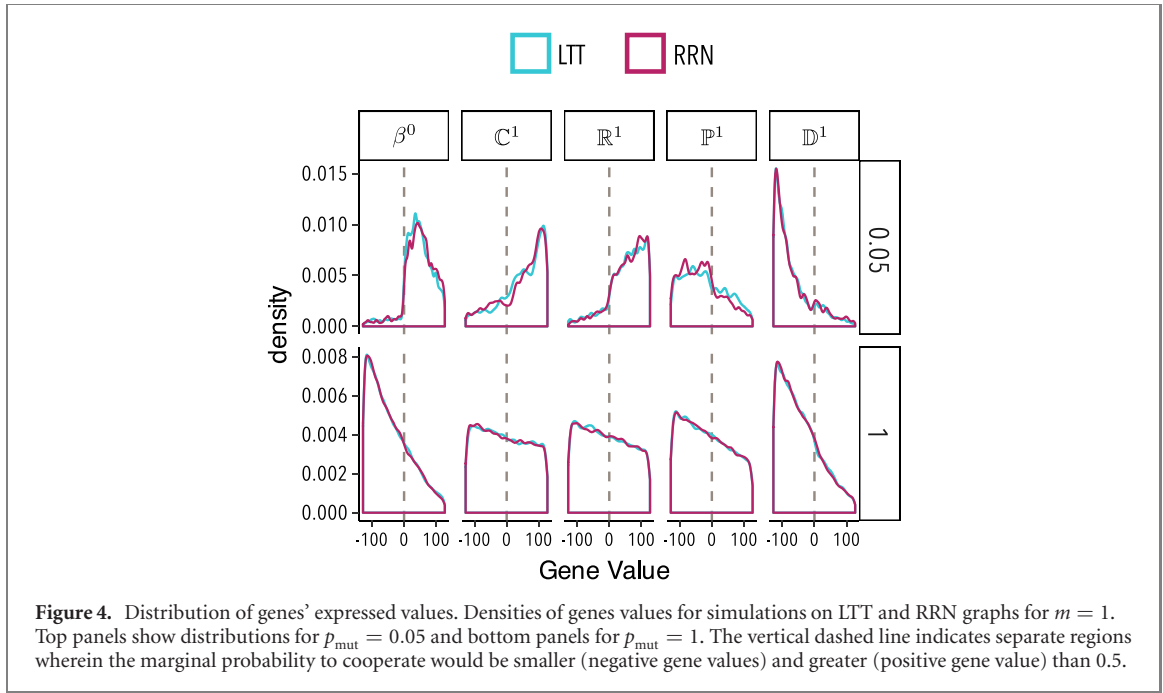 LTT RRN
β⁰ ℂ¹ ℝ¹ ℙ¹ 𝔻¹
0.015
0.010
0.005
0.000
0.05
density
0.008
0.006
0.004
0.002
0.000
1
-100 0 100 -100 0 100 -100 0 100 -100 0 100 -100 0 100
Gene Value
Figure 4. Distribution of genes' expressed values. Densities of genes values for simulations on LTT and RRN graphs for m = 1.
Top panels show distributions for p_mut = 0.05 and bottom panels for p_mut = 1. The vertical dashed line indicates separate regions
wherein the marginal probability to cooperate would be smaller (negative gene values) and greater (positive gene value) than 0.5.